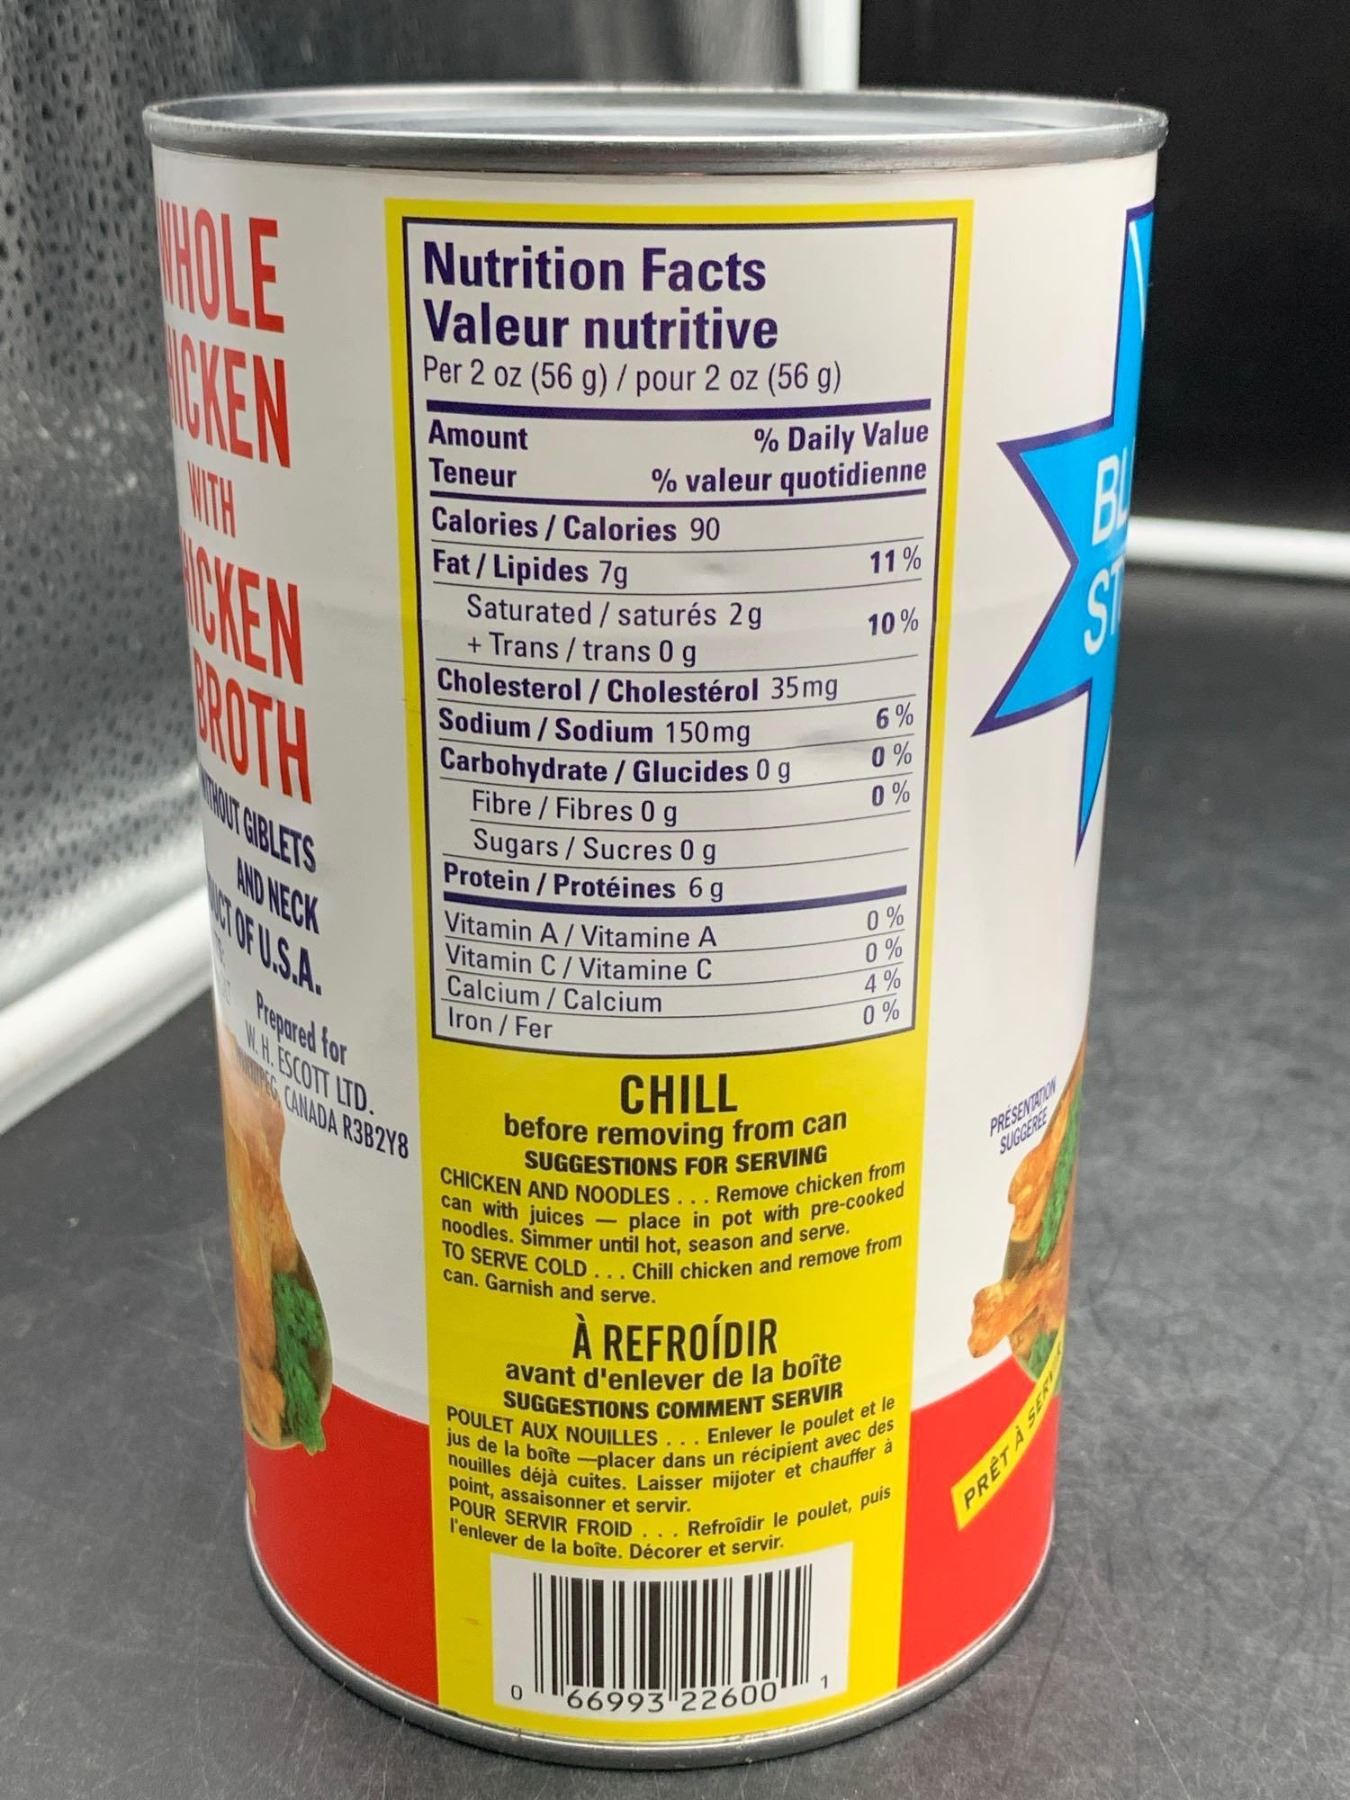 WHOLE
CHICKEN
WITH
CHICKEN
BROTH
WITHOUT GIBLETS
AND NECK
PRODUCT OF U.S.A.
Prepared for
W. H. ESCOTT LTD.
WINNIPEG, CANADA R3B2Y8
Nutrition Facts
Valeur nutritive
Per 2 oz (56 g) / pour 2 oz (56 g)
Amount % Daily Value
Teneur % valeur quotidienne
Calories / Calories 90
Fat / Lipides 7g 11 %
Saturated / saturés 2g 10 %
+ Trans / trans 0 g
Cholesterol / Cholestérol 35mg
Sodium / Sodium 150mg 6 %
Carbohydrate / Glucides 0 g 0 %
Fibre / Fibres 0 g 0 %
Sugars / Sucres 0 g
Protein / Protéines 6 g
Vitamin A / Vitamine A 0 %
Vitamin C / Vitamine C 0 %
Calcium / Calcium 4 %
Iron / Fer 0 %
CHILL
before removing from can
SUGGESTIONS FOR SERVING
CHICKEN AND NOODLES . . . Remove chicken from
can with juices — place in pot with pre-cooked
noodles. Simmer until hot, season and serve.
TO SERVE COLD . . . Chill chicken and remove from
can. Garnish and serve.
À REFROÍDIR
avant d'enlever de la boîte
SUGGESTIONS COMMENT SERVIR
POULET AUX NOUILLES . . . Enlever le poulet et le
jus de la boîte —placer dans un récipient avec des
nouilles déjà cuites. Laisser mijoter et chauffer à
point, assaisonner et servir.
POUR SERVIR FROID . . . Refroîdir le poulet, puis
l'enlever de la boîte. Décorer et servir.
0 66993 22600 1
BL
ST
PRÉSENTATION
SUGGÉRÉE
PRÊT À SERV